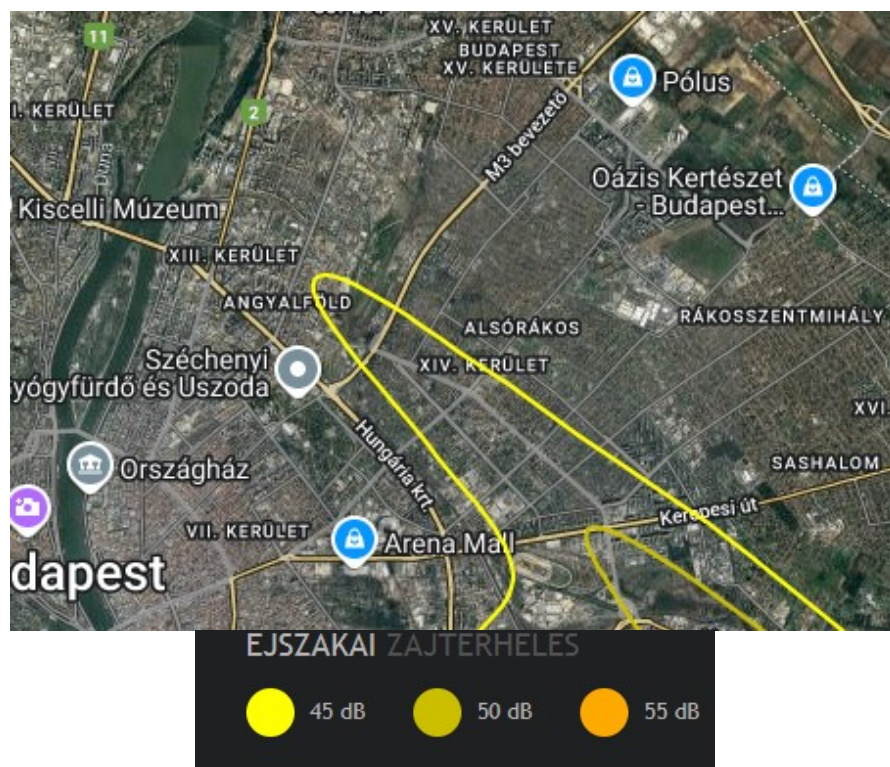 XV. KERÜLET
BUDAPEST
XV. KERÜLETE
11
Pólus
I. KERÜLET
2
M3 bevezető
Duna
Oázis Kertészet
- Budapest...
Kiscelli Múzeum
XIII. KERÜLET
ANGYALFÖLD
RÁKOSSZENTMIHÁLY
ALSÓRÁKOS
Széchenyi
yógyfürdő és Uszoda
XIV. KERÜLET
XVI.
Hungária krt.
Országház
SASHALOM
Kerepesi út
VII. KERÜLET
Arena Mall
dapest
EJSZAKAI ZAJTERHELES
45 dB
50 dB
55 dB